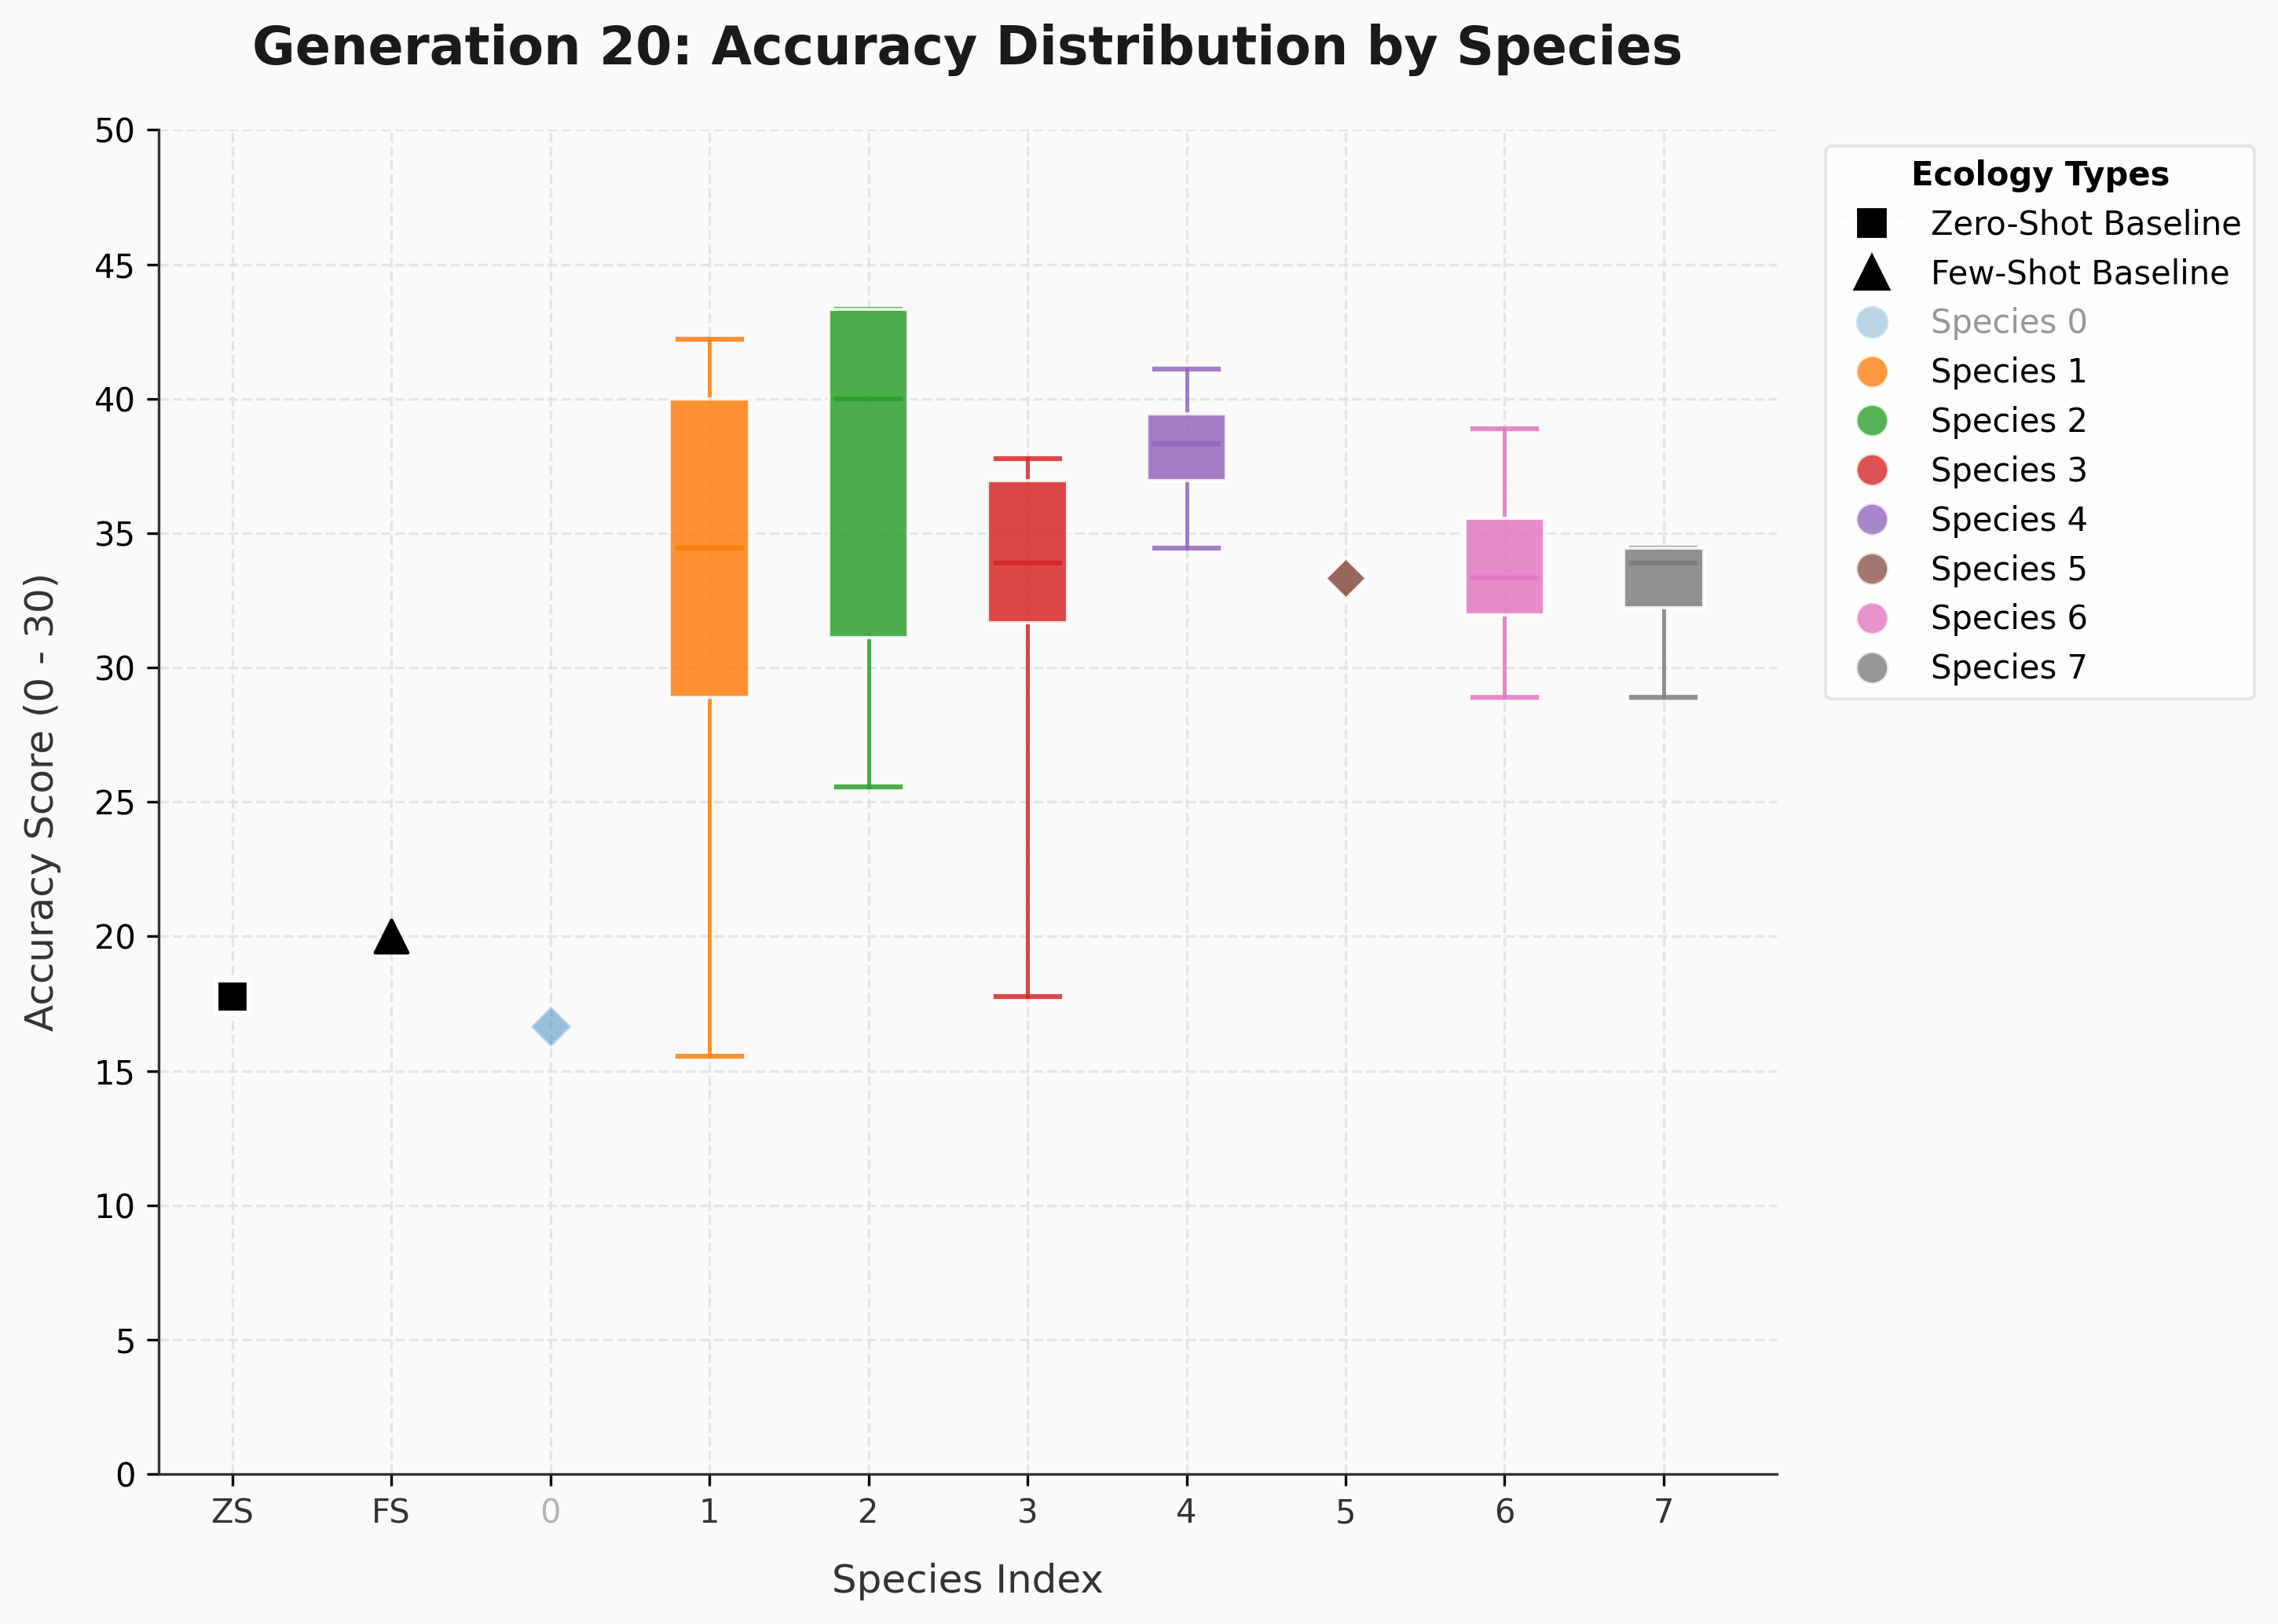 Generation 20: Accuracy Distribution by Species
Accuracy Score (0 - 30)
50
45
40
35
30
25
20
15
10
5
0
ZS FS 0 1 2 3 4 5 6 7
Species Index
Ecology Types
Zero-Shot Baseline
Few-Shot Baseline
Species 0
Species 1
Species 2
Species 3
Species 4
Species 5
Species 6
Species 7